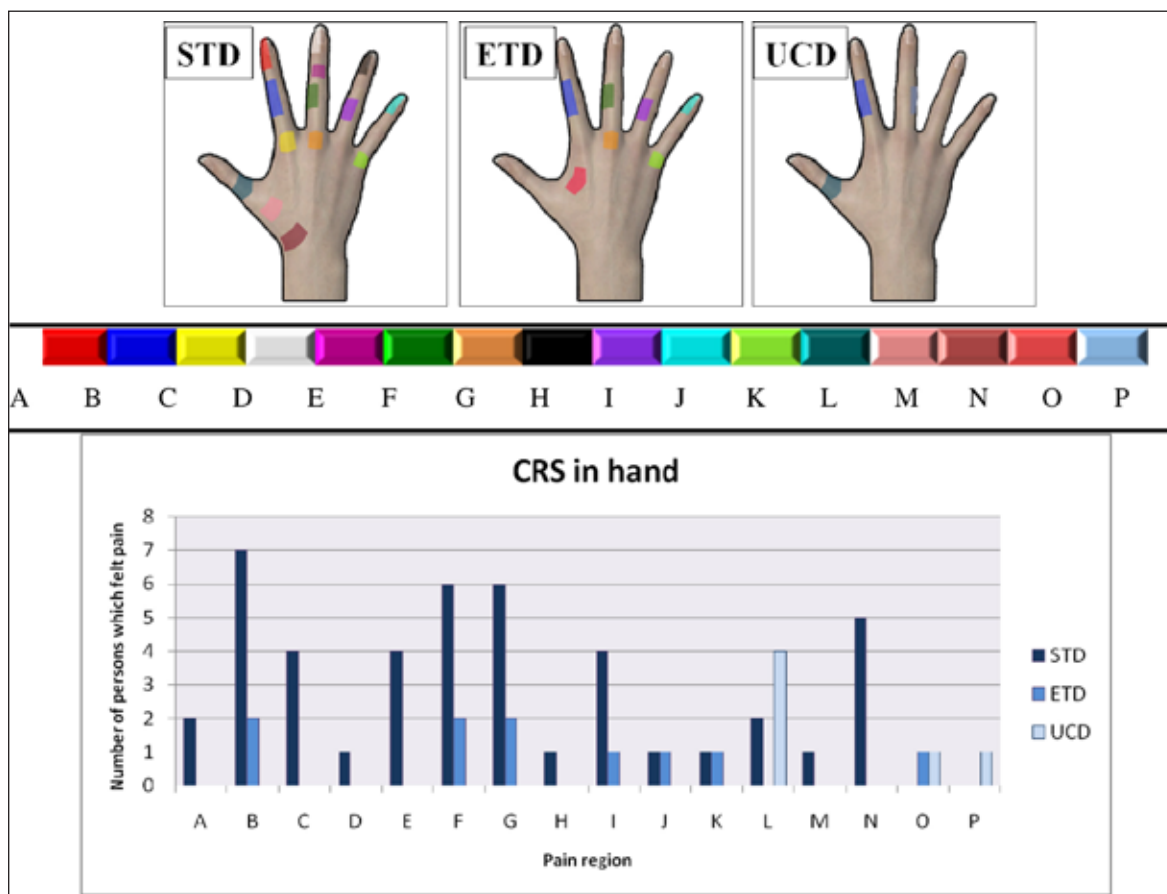 STD ETD UCD
A B C D E F G H I J K L M N O P
CRS in hand
Number of persons which felt pain
8
7
6
5
4
3
2
1
0
STD
ETD
UCD
A B C D E F G H I J K L M N O P
Pain region